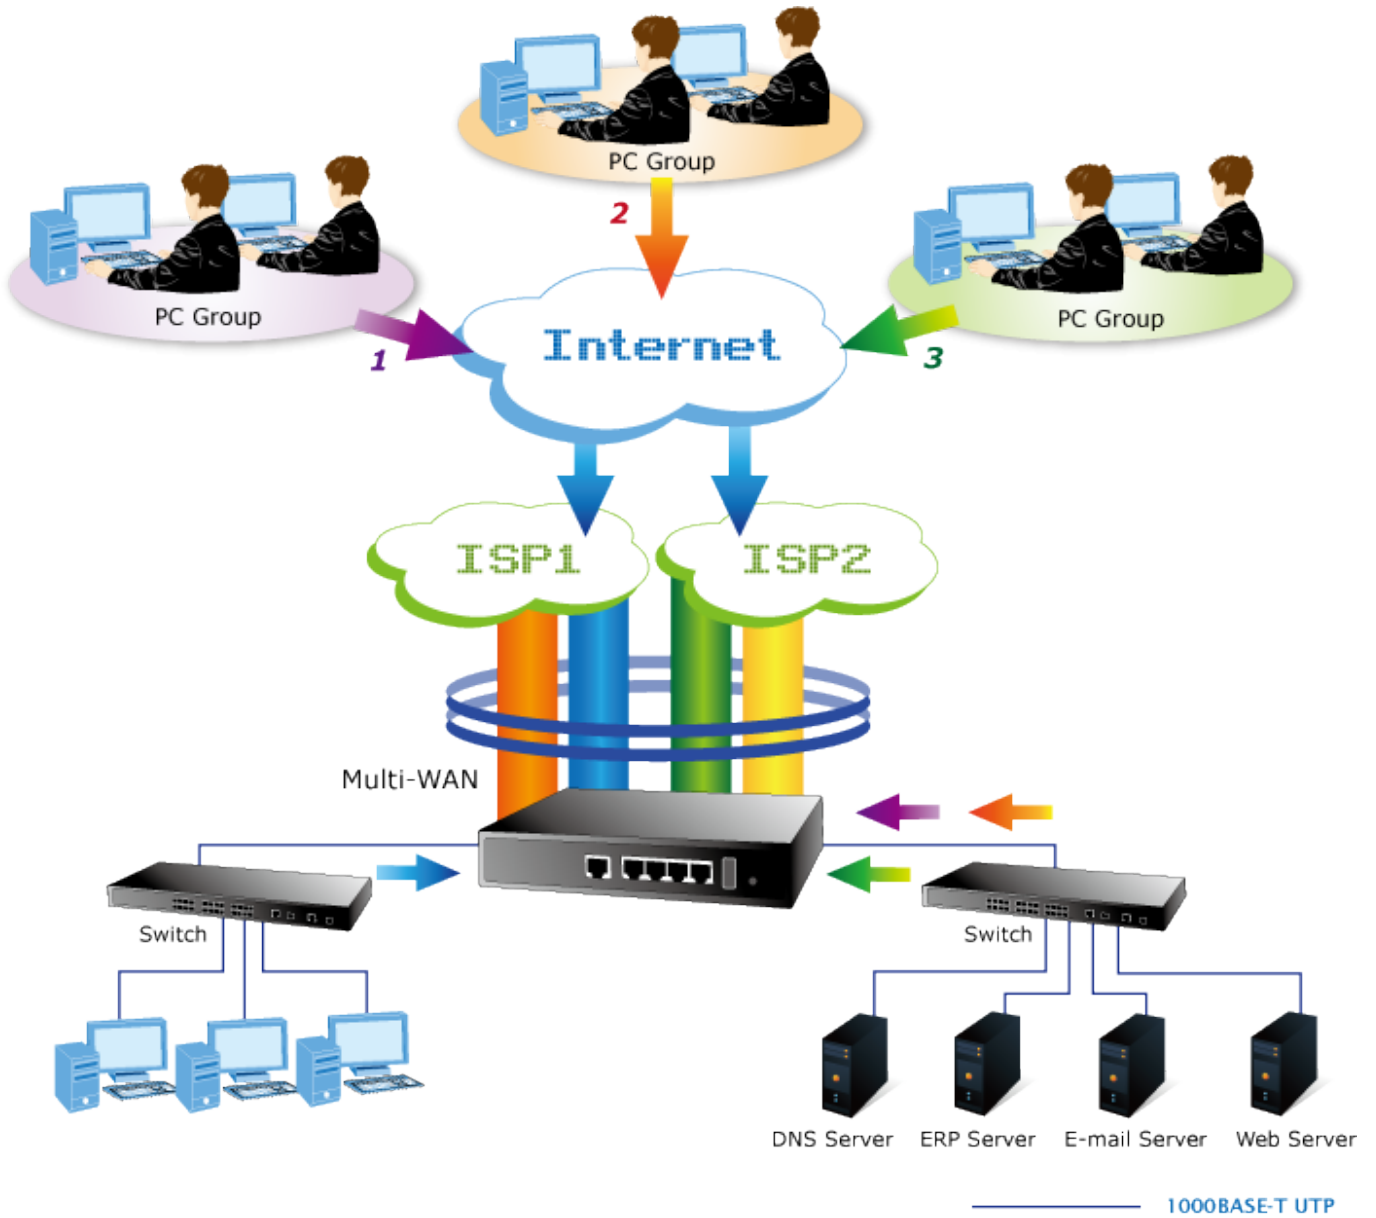 PC Group
2
PC Group
PC Group
1
Internet
3
ISP1
ISP2
Multi-WAN
Switch
Switch
DNS Server
ERP Server
E-mail Server
Web Server
1000BASE-T UTP